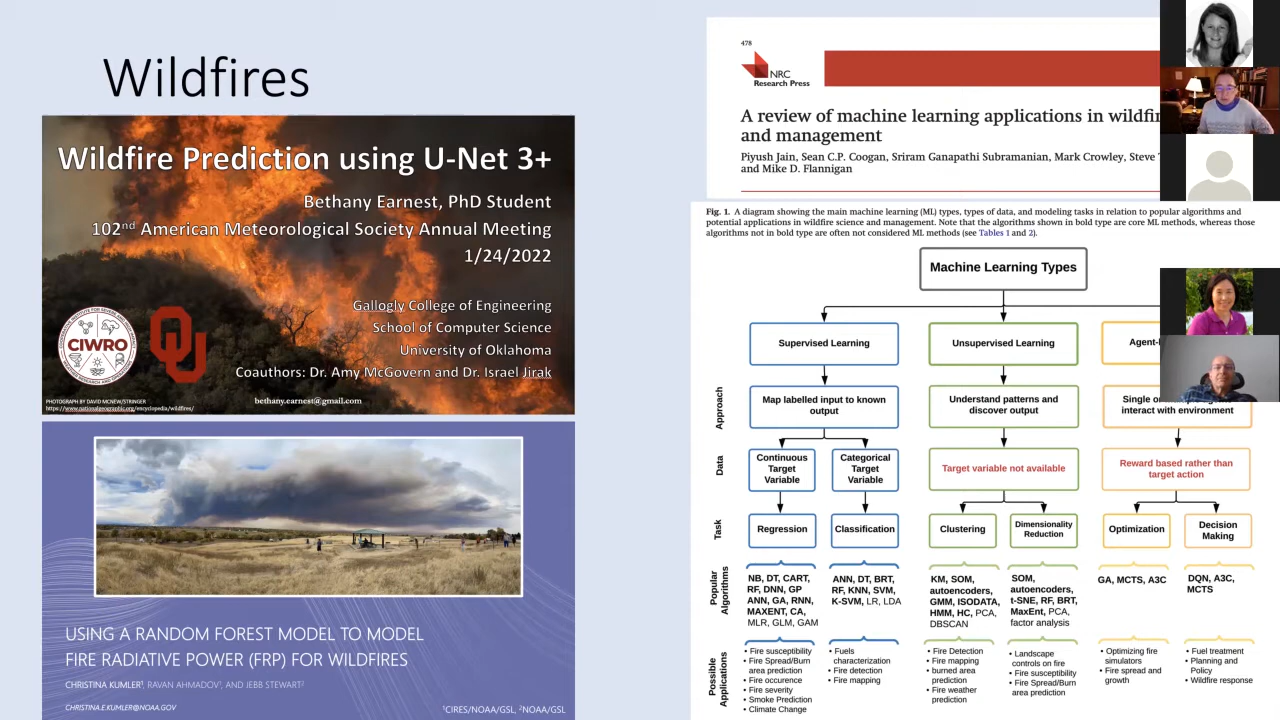 Wildfires
Wildfire Prediction using U-Net 3+
Bethany Earnest, PhD Student
102nd American Meteorological Society Annual Meeting
1/24/2022
Gallogly College of Engineering
School of Computer Science
University of Oklahoma
Coauthors: Dr. Amy McGovern and Dr. Israel Jirak
CIWRO
OU
PHOTOGRAPH BY DAVID MCNEW/STRINGER
https://www.nationalgeographic.org/encyclopedia/wildfires/
bethany.earnest@gmail.com
USING A RANDOM FOREST MODEL TO MODEL
FIRE RADIATIVE POWER (FRP) FOR WILDFIRES
CHRISTINA KUMLER¹, RAVAN AHMADOV¹, AND JEBB STEWART²
CHRISTINA.E.KUMLER@NOAA.GOV
¹CIRES/NOAA/GSL, ²NOAA/GSL
478
NRC
Research Press
A review of machine learning applications in
and management
Piyush Jain, Sean C.P. Coogan, Sriram Ganapathi Subramanian, Mark Crowley, Steve
and Mike D. Flannigan
Fig. 1. A diagram showing the main machine learning (ML) types, types of data, and modeling tasks in relation to popular algorithms and
potential applications in wildfire science and management. Note that the algorithms shown in bold type are core ML methods, whereas those
algorithms not in bold type are often not considered ML methods (see Tables 1 and 2).
Machine Learning Types
Supervised Learning
Unsupervised Learning
Approach
Map labelled input to known
output
Understand patterns and
discover output
Single
interact with environment
Data
Continuous
Target
Variable
Categorical
Target
Variable
Target variable not available
Reward based rather than
target action
Task
Regression
Classification
Clustering
Dimensionality
Reduction
Optimization
Decision
Making
Popular
Algorithms
NB, DT, CART,
RF, DNN, GP
ANN, GA, RNN,
MAXENT, CA,
MLR, GLM, GAM
ANN, DT, BRT,
RF, KNN, SVM,
K-SVM, LR, LDA
KM, SOM,
autoencoders,
GMM, ISODATA,
HMM, HC, PCA,
DBSCAN
SOM,
autoencoders,
t-SNE, RF, BRT,
MaxEnt, PCA,
factor analysis
GA, MCTS, A3C
DQN, A3C,
MCTS
Possible
Applications
• Fire susceptibility
• Fire Spread/Burn
area prediction
• Fire occurence
• Fire severity
• Smoke Prediction
• Climate Change
• Fuels
characterization
• Fire detection
• Fire mapping
• Fire Detection
• Fire mapping
• burned area
prediction
• Fire weather
prediction
• Landscape
controls on fire
• Fire susceptibility
• Fire Spread/Burn
area prediction
• Optimizing fire
simulators
• Fire spread and
growth
• Fuel treatment
• Planning and
Policy
• Wildfire response